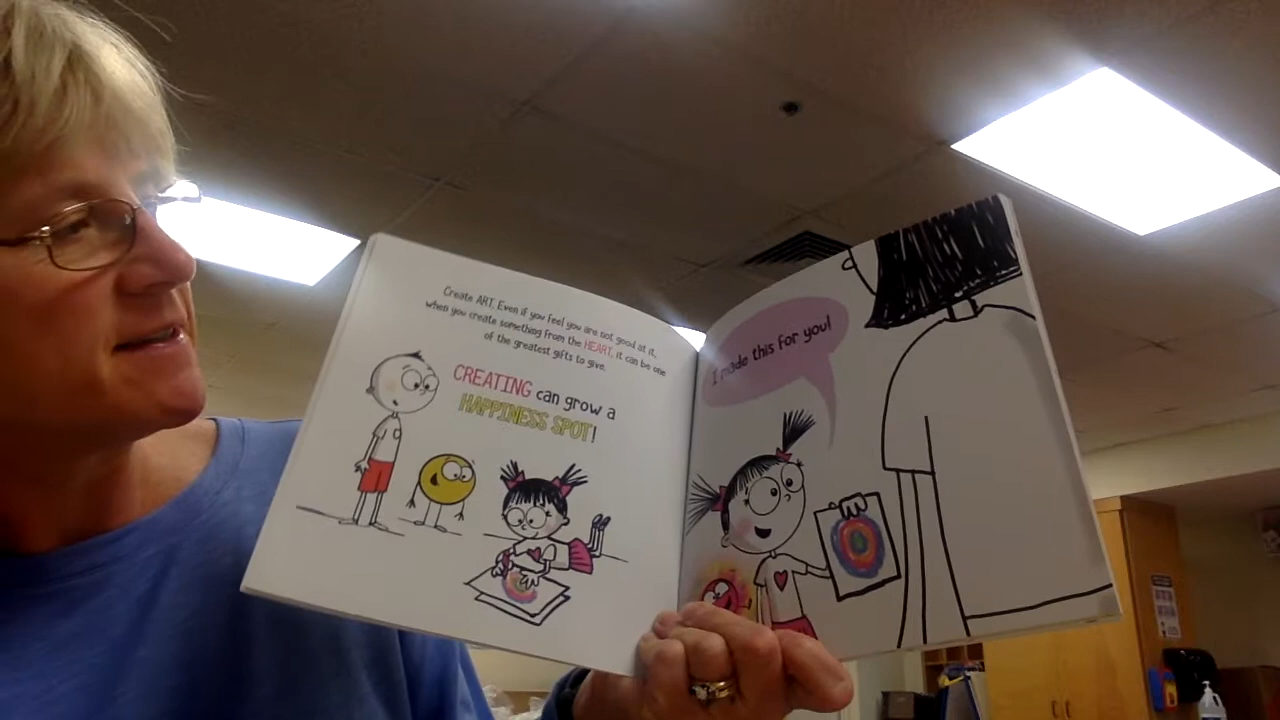 Create ART. Even if you feel you are not good at it,
when you create something from the HEART, it can be one
of the greatest gifts to give.
CREATING can grow a
HAPPINESS SPOT!
I made this for you!